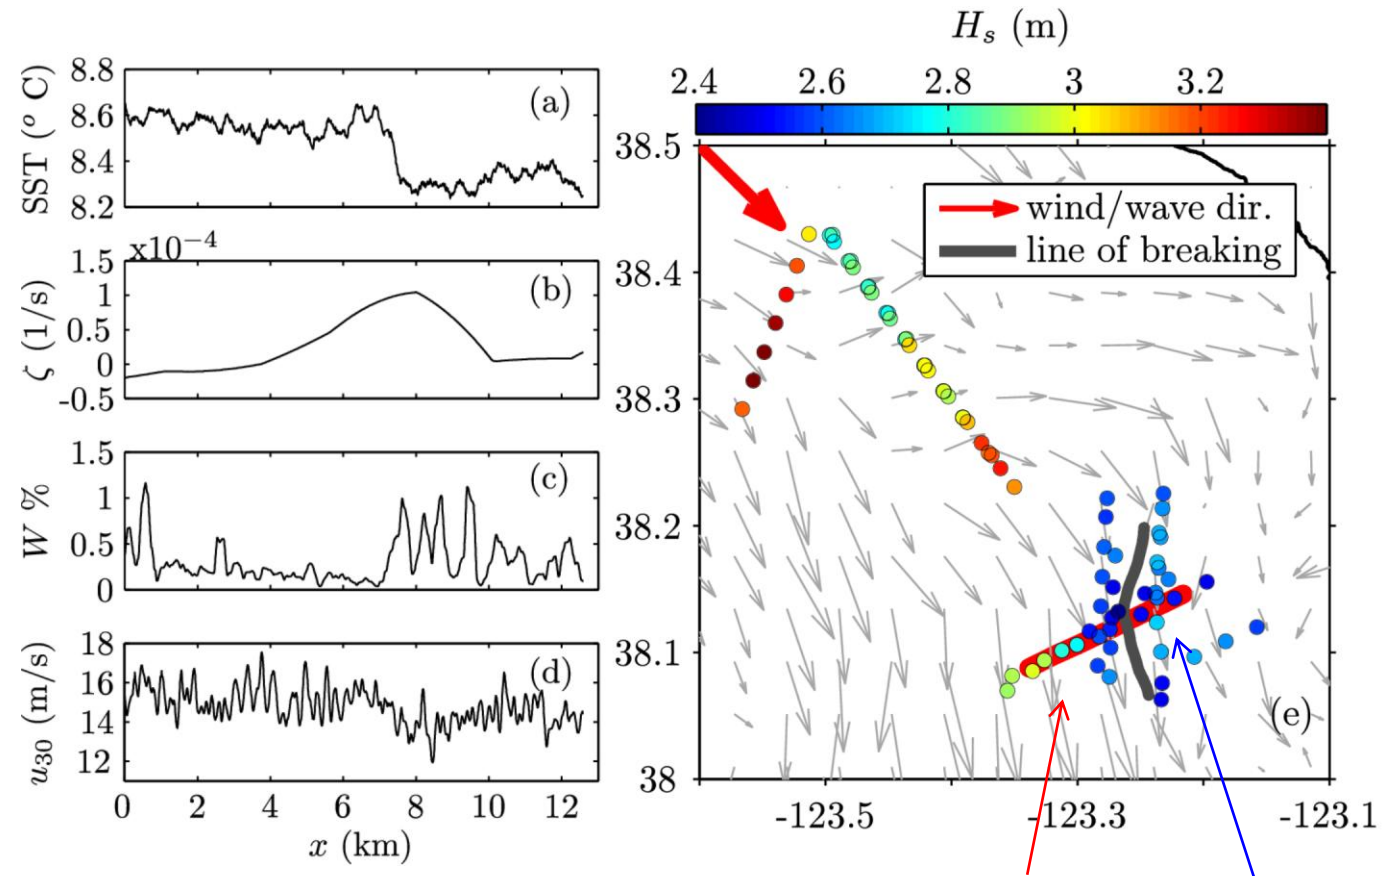 SST (° C)
8.8
8.6
8.4
8.2
(a)
x10−4
ζ (1/s)
1.5
1
0.5
0
-0.5
(b)
W %
1.5
1
0.5
0
(c)
u30 (m/s)
18
16
14
12
(d)
0 2 4 6 8 10 12
x (km)
Hs (m)
2.4 2.6 2.8 3 3.2
38.5
38.4
38.3
38.2
38.1
38
wind/wave dir.
line of breaking
(e)
-123.5 -123.3 -123.1